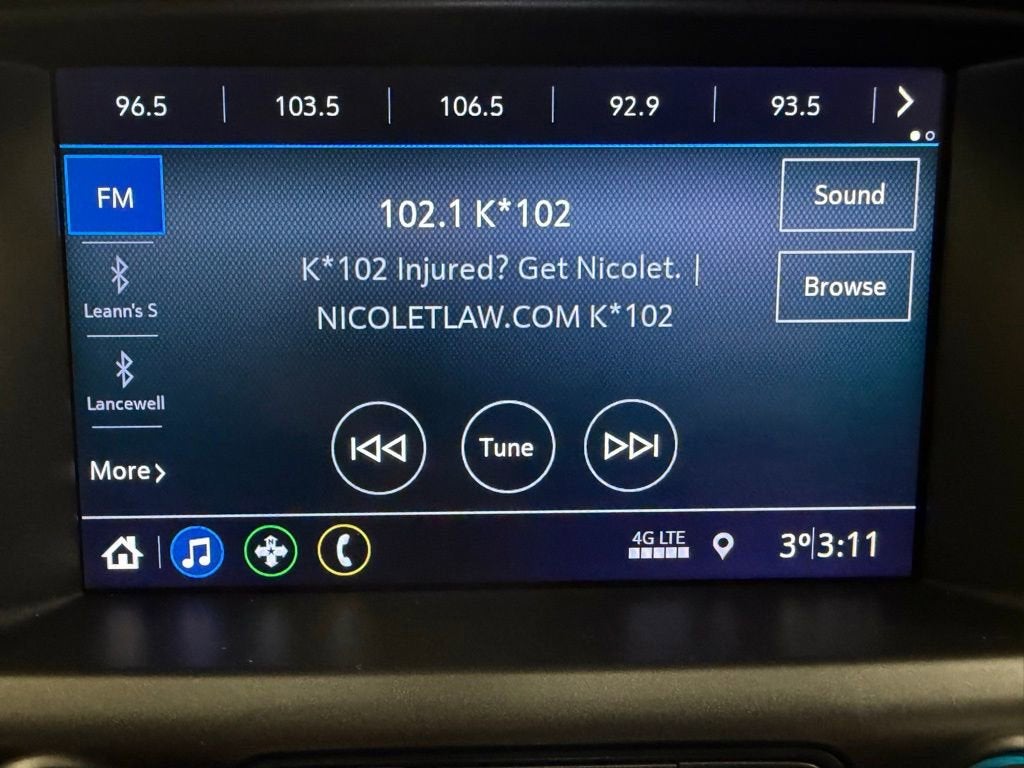 96.5 103.5 106.5 92.9 93.5
FM
102.1 K*102
K*102 Injured? Get Nicolet. |
NICOLETLAW.COM K*102
Sound
Browse
Leann's S
Lancewell
More
Tune
N
4G LTE
3° 3:11